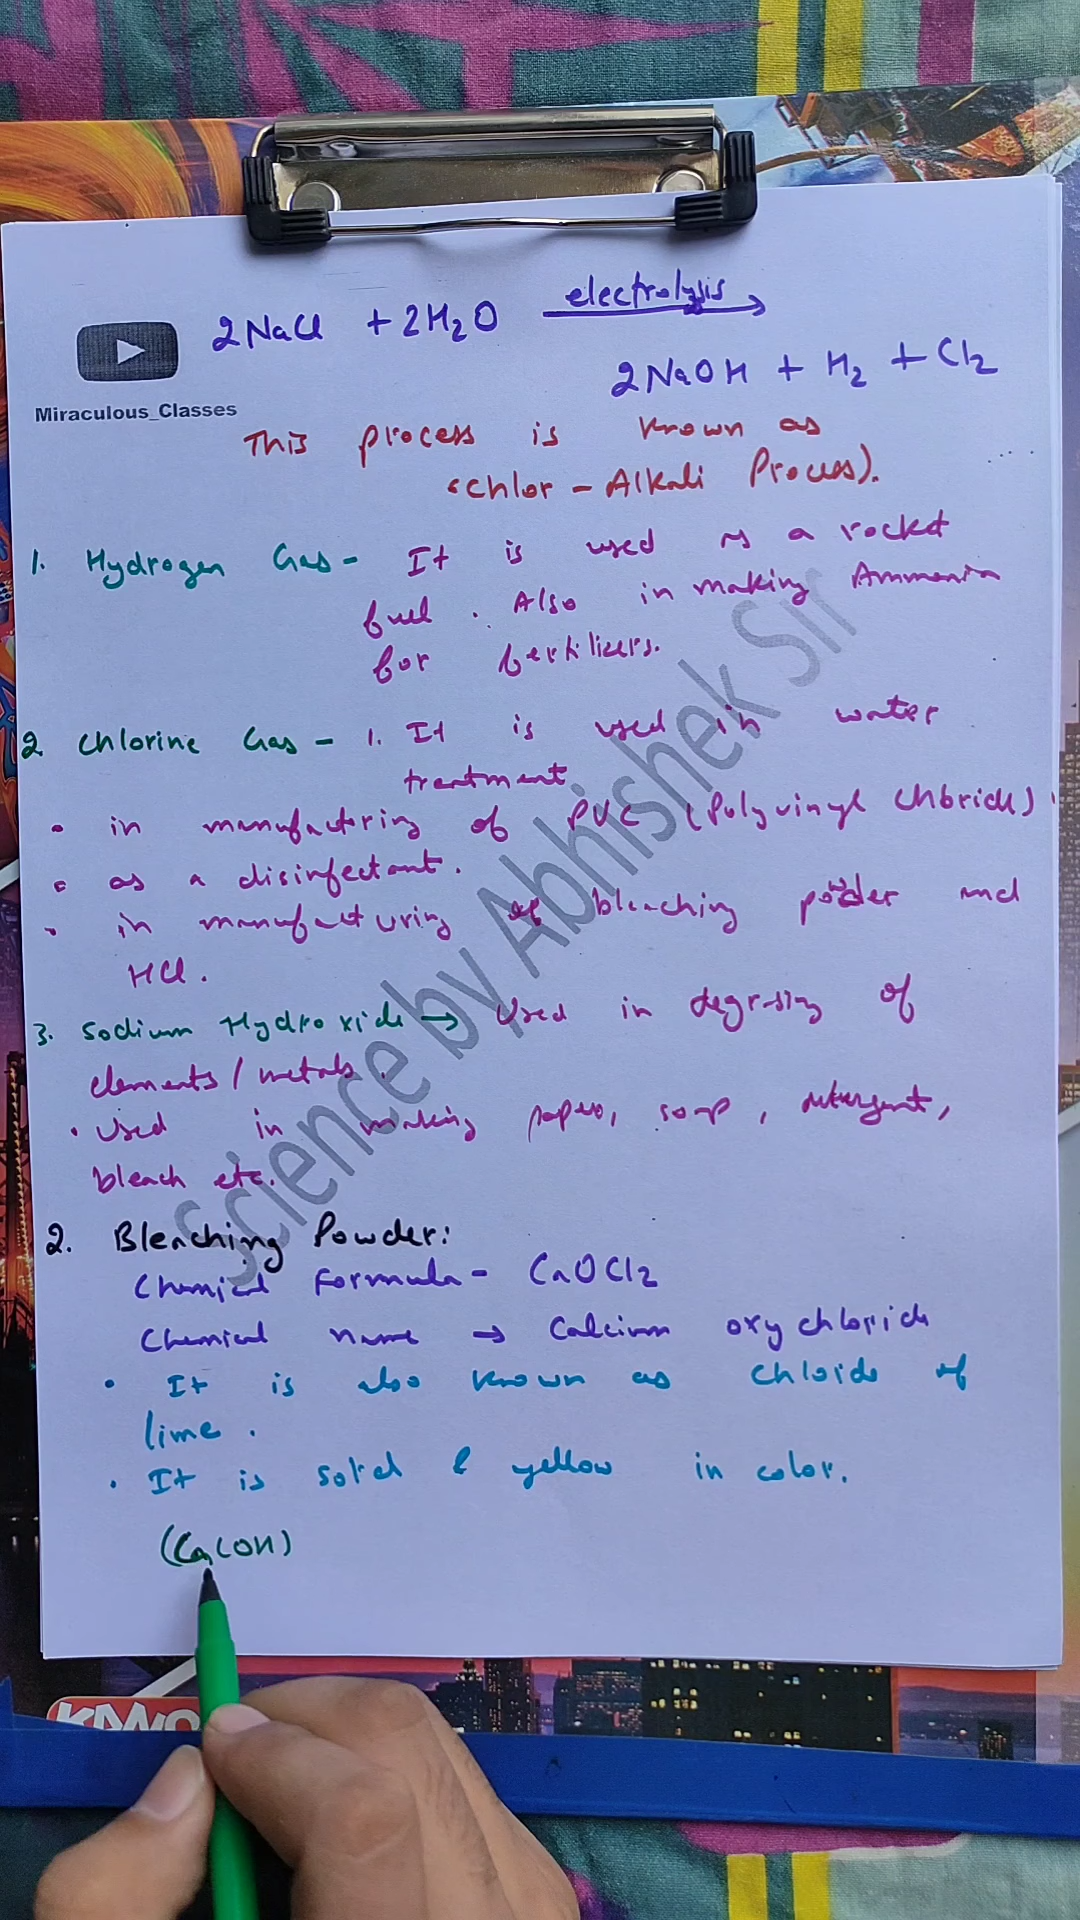 2NaCl + 2H2O electrolysis →
2NaOH + H2 + Cl2
Miraculous_Classes
This process is known as
(Chlor-Alkali Process).
1. Hydrogen Gas - It is used as a rocket
fuel. Also in making Ammonia
for fertilizers.
2 Chlorine Gas - 1. It is used in water
treatment
• in manufactoring of PVC (Polyvinyl Chloride)
• as a disinfectant.
• in manufacturing of bleaching powder and
HCl.
3. Sodium Hydroxide → Used in degreasing of
elements/metals.
• Used in making papers, soap, detergent,
bleach etc.
2. Bleaching Powder:
Chemical Formula - CaOCl2
Chemical name → Calcium oxychloride
• It is also known as chloide of
lime.
• It is solid & yellow in color.
(Ca(OH)
Science by Abhishek Sir